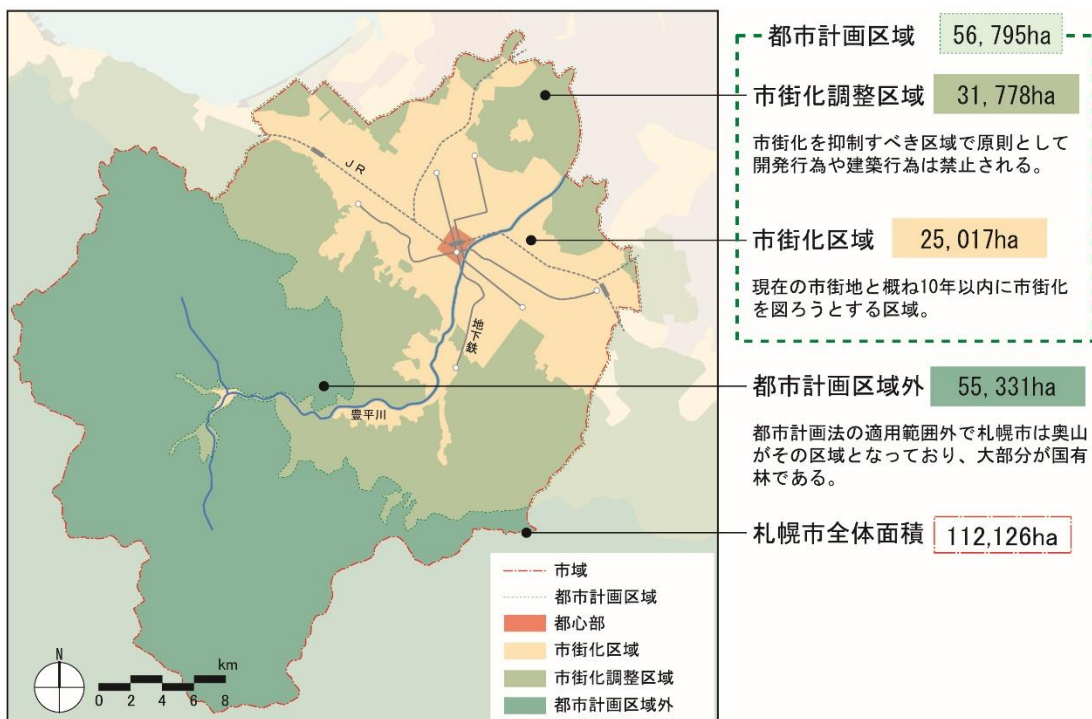 都市計画区域 56,795ha
市街化調整区域 31,778ha
市街化を抑制すべき区域で原則として
開発行為や建築行為は禁止される。
市街化区域 25,017ha
現在の市街地と概ね10年以内に市街化
を図ろうとする区域。
都市計画区域外 55,331ha
都市計画法の適用範囲外で札幌市は奥山
がその区域となっており、大部分が国有
林である。
札幌市全体面積 112,126ha
JR
地下鉄
豊平川
市域
都市計画区域
都心部
市街化区域
市街化調整区域
都市計画区域外
N
km
0 2 4 6 8